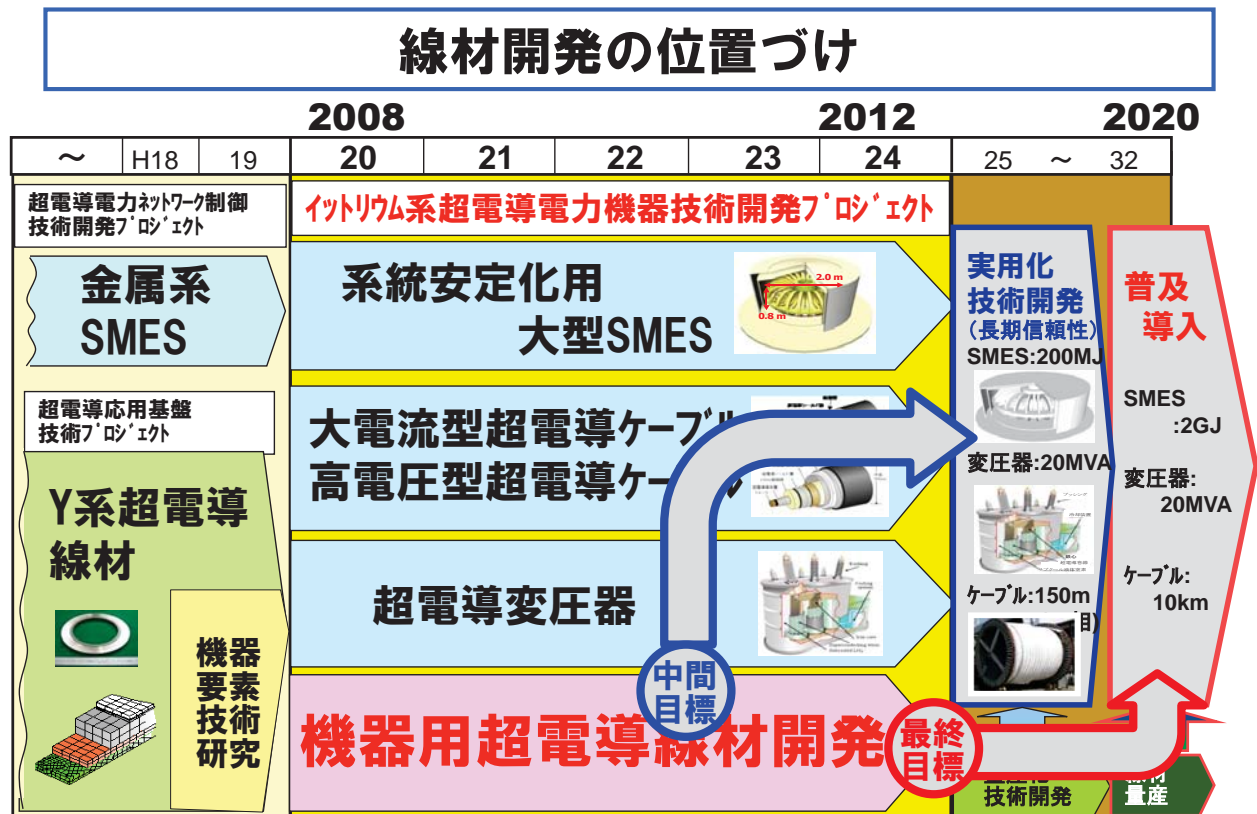 線材開発の位置づけ
2008
2012
2020
～
H18
19
20
21
22
23
24
25 ～ 32
超電導電力ﾈｯﾄﾜｰｸ制御
技術開発ﾌﾟﾛｼﾞｪｸﾄ
金属系
SMES
超電導応用基盤
技術ﾌﾟﾛｼﾞｪｸﾄ
Y系超電導
線材
機器
要素
技術
研究
ｲｯﾄﾘｳﾑ系超電導電力機器技術開発ﾌﾟﾛｼﾞｪｸﾄ
系統安定化用
大型SMES
2.0 m
0.8 m
大電流型超電導ｹｰﾌﾞﾙ
高電圧型超電導ｹｰ
超電導変圧器
機器用超電導線材開発
中間
目標
最終
目標
実用化
技術開発
(長期信頼性)
SMES:200MJ
変圧器:20MVA
ｹｰﾌﾞﾙ:150m
技術開発
普及
導入
SMES
:2GJ
変圧器:
20MVA
ｹｰﾌﾞﾙ:
10km
量産